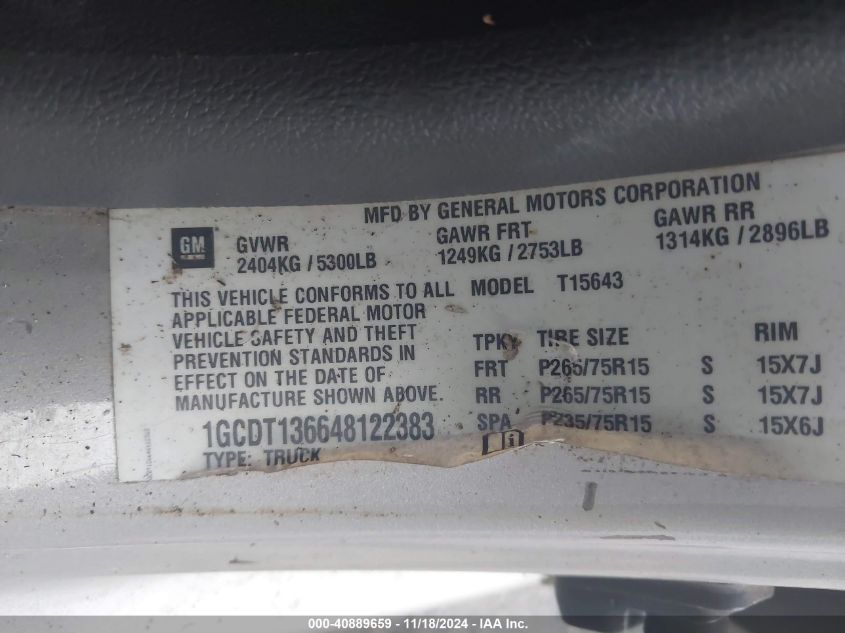 MFD BY GENERAL MOTORS CORPORATION
GM GVWR GAWR FRT GAWR RR
2404KG / 5300LB 1249KG / 2753LB 1314KG / 2896LB
THIS VEHICLE CONFORMS TO ALL MODEL T15643
APPLICABLE FEDERAL MOTOR
VEHICLE SAFETY AND THEFT
PREVENTION STANDARDS IN
EFFECT ON THE DATE OF
MANUFACTURE SHOWN ABOVE.
TPKY TIRE SIZE RIM
FRT P265/75R15 S 15X7J
RR P265/75R15 S 15X7J
SPA P235/75R15 S 15X6J
1GCDT136648122383
TYPE: TRUCK
000-40889659 - 11/18/2024 - IAA Inc.